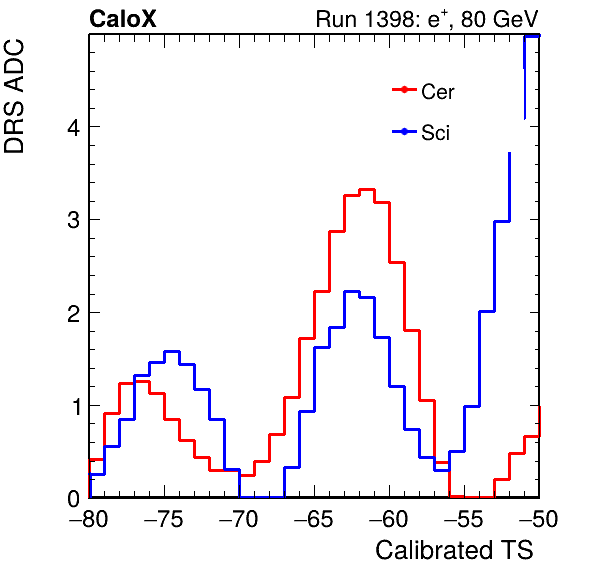 CaloX Run 1398: e⁺, 80 GeV
DRS ADC
Cer
Sci
4
3
2
1
0
−80 −75 −70 −65 −60 −55 −50
Calibrated TS